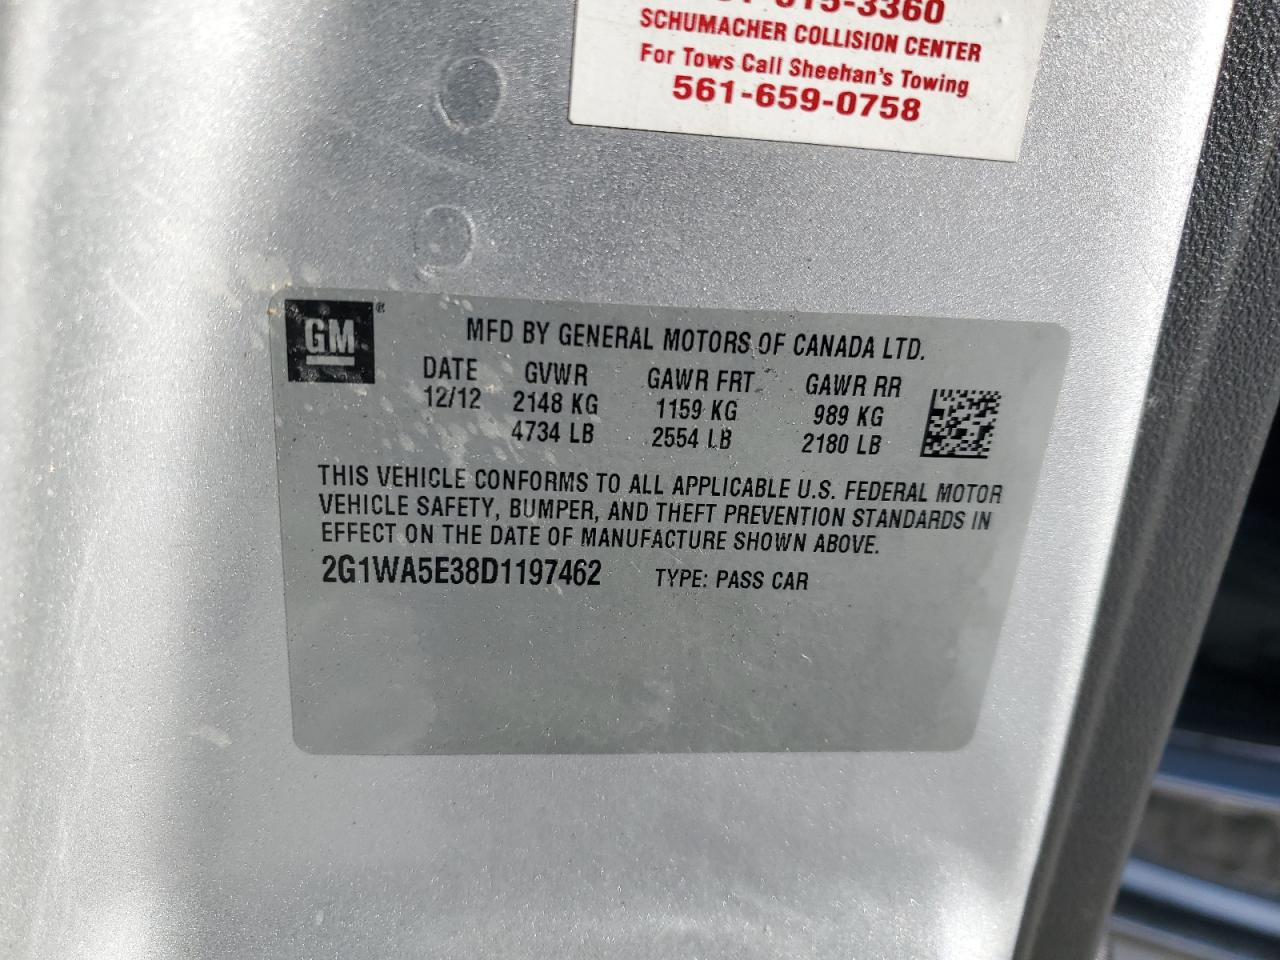 -3360
SCHUMACHER COLLISION CENTER
For Tows Call Sheehan's Towing
561-659-0758
GM®
MFD BY GENERAL MOTORS OF CANADA LTD.
DATE GVWR GAWR FRT GAWR RR
12/12 2148 KG 1159 KG 989 KG
4734 LB 2554 LB 2180 LB
THIS VEHICLE CONFORMS TO ALL APPLICABLE U.S. FEDERAL MOTOR
VEHICLE SAFETY, BUMPER, AND THEFT PREVENTION STANDARDS IN
EFFECT ON THE DATE OF MANUFACTURE SHOWN ABOVE.
2G1WA5E38D1197462 TYPE: PASS CAR